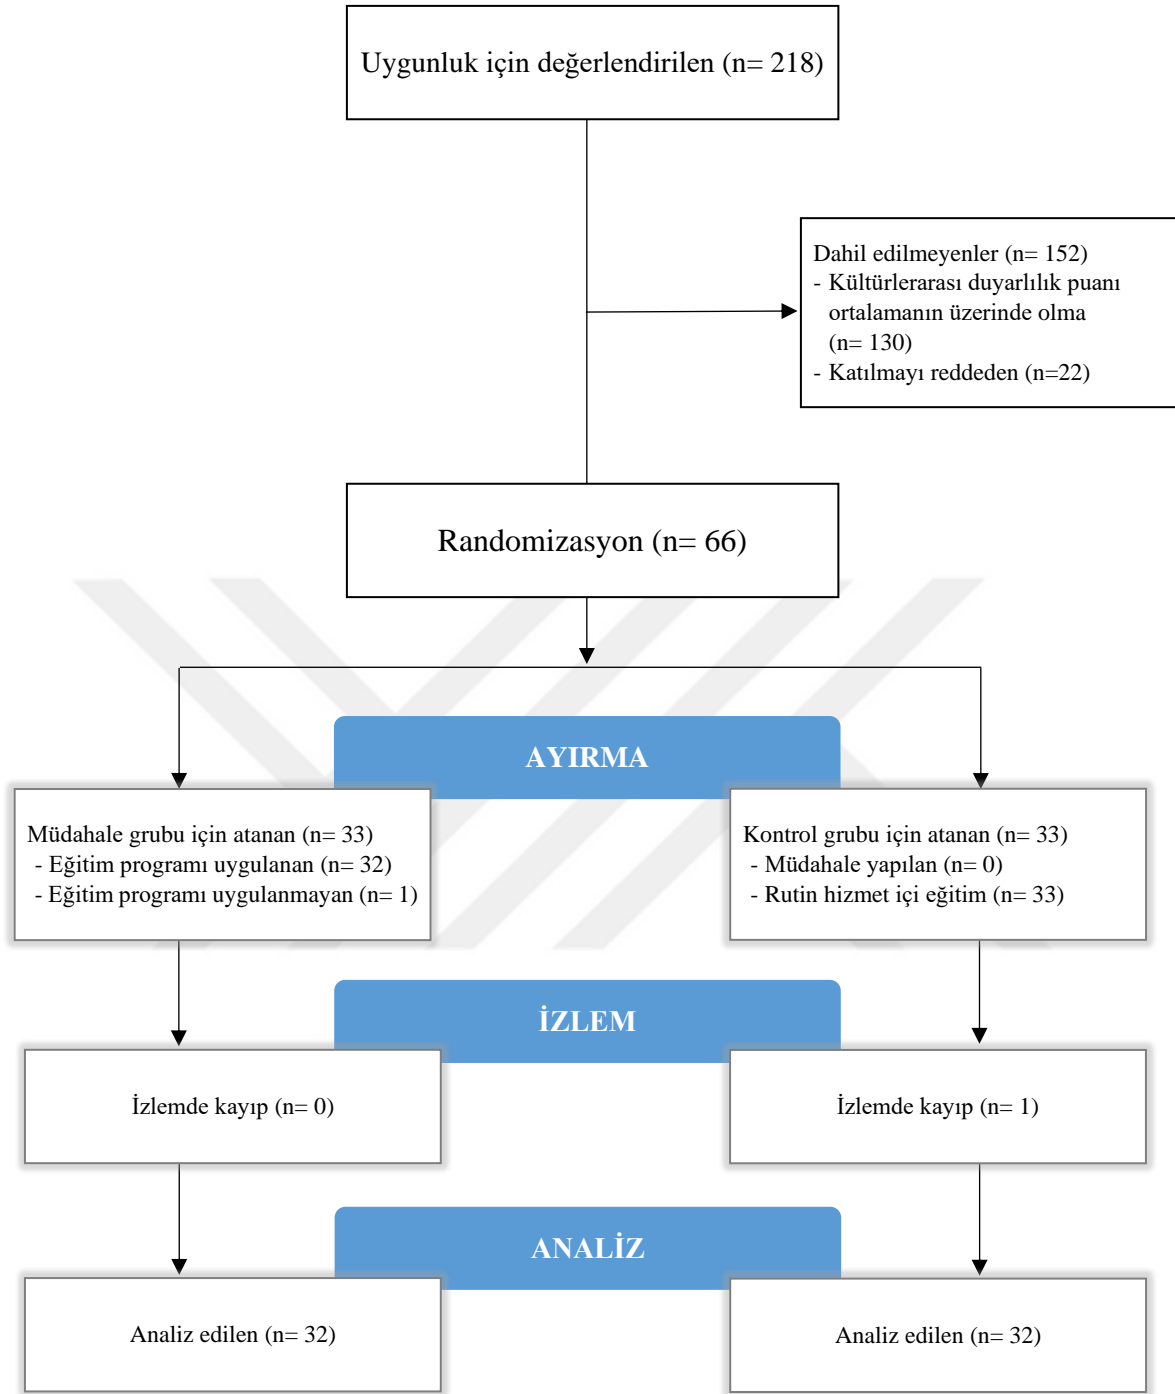 Uygunluk için değerlendirilen (n= 218)
Dahil edilmeyenler (n= 152)
- Kültürlerarası duyarlılık puanı
ortalamanın üzerinde olma
(n= 130)
- Katılmayı reddeden (n=22)
Randomizasyon (n= 66)
AYIRMA
Müdahale grubu için atanan (n= 33)
- Eğitim programı uygulanan (n= 32)
- Eğitim programı uygulanmayan (n= 1)
Kontrol grubu için atanan (n= 33)
- Müdahale yapılan (n= 0)
- Rutin hizmet içi eğitim (n= 33)
İZLEM
İzlemde kayıp (n= 0)
İzlemde kayıp (n= 1)
ANALİZ
Analiz edilen (n= 32)
Analiz edilen (n= 32)